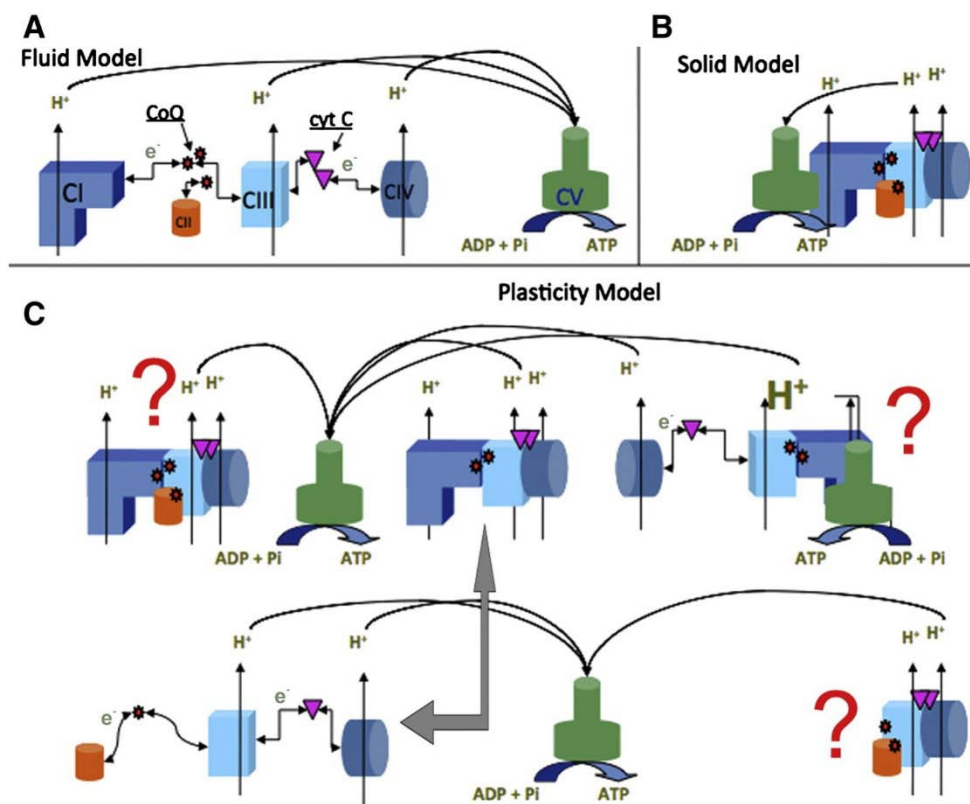 A
Fluid Model
H⁺
CoQ
e⁻
CI
CII
H⁺
CIII
cyt C
e⁻
H⁺
CIV
CV
ADP + Pi
ATP
B
Solid Model
H⁺
H⁺
H⁺
ADP + Pi
ATP
Plasticity Model
C
H⁺
?
H⁺
H⁺
ADP + Pi
ATP
H⁺
H⁺
H⁺
H⁺
e⁻
H⁺
?
ATP
ADP + Pi
e⁻
H⁺
e⁻
H⁺
ADP + Pi
ATP
?
H⁺
H⁺